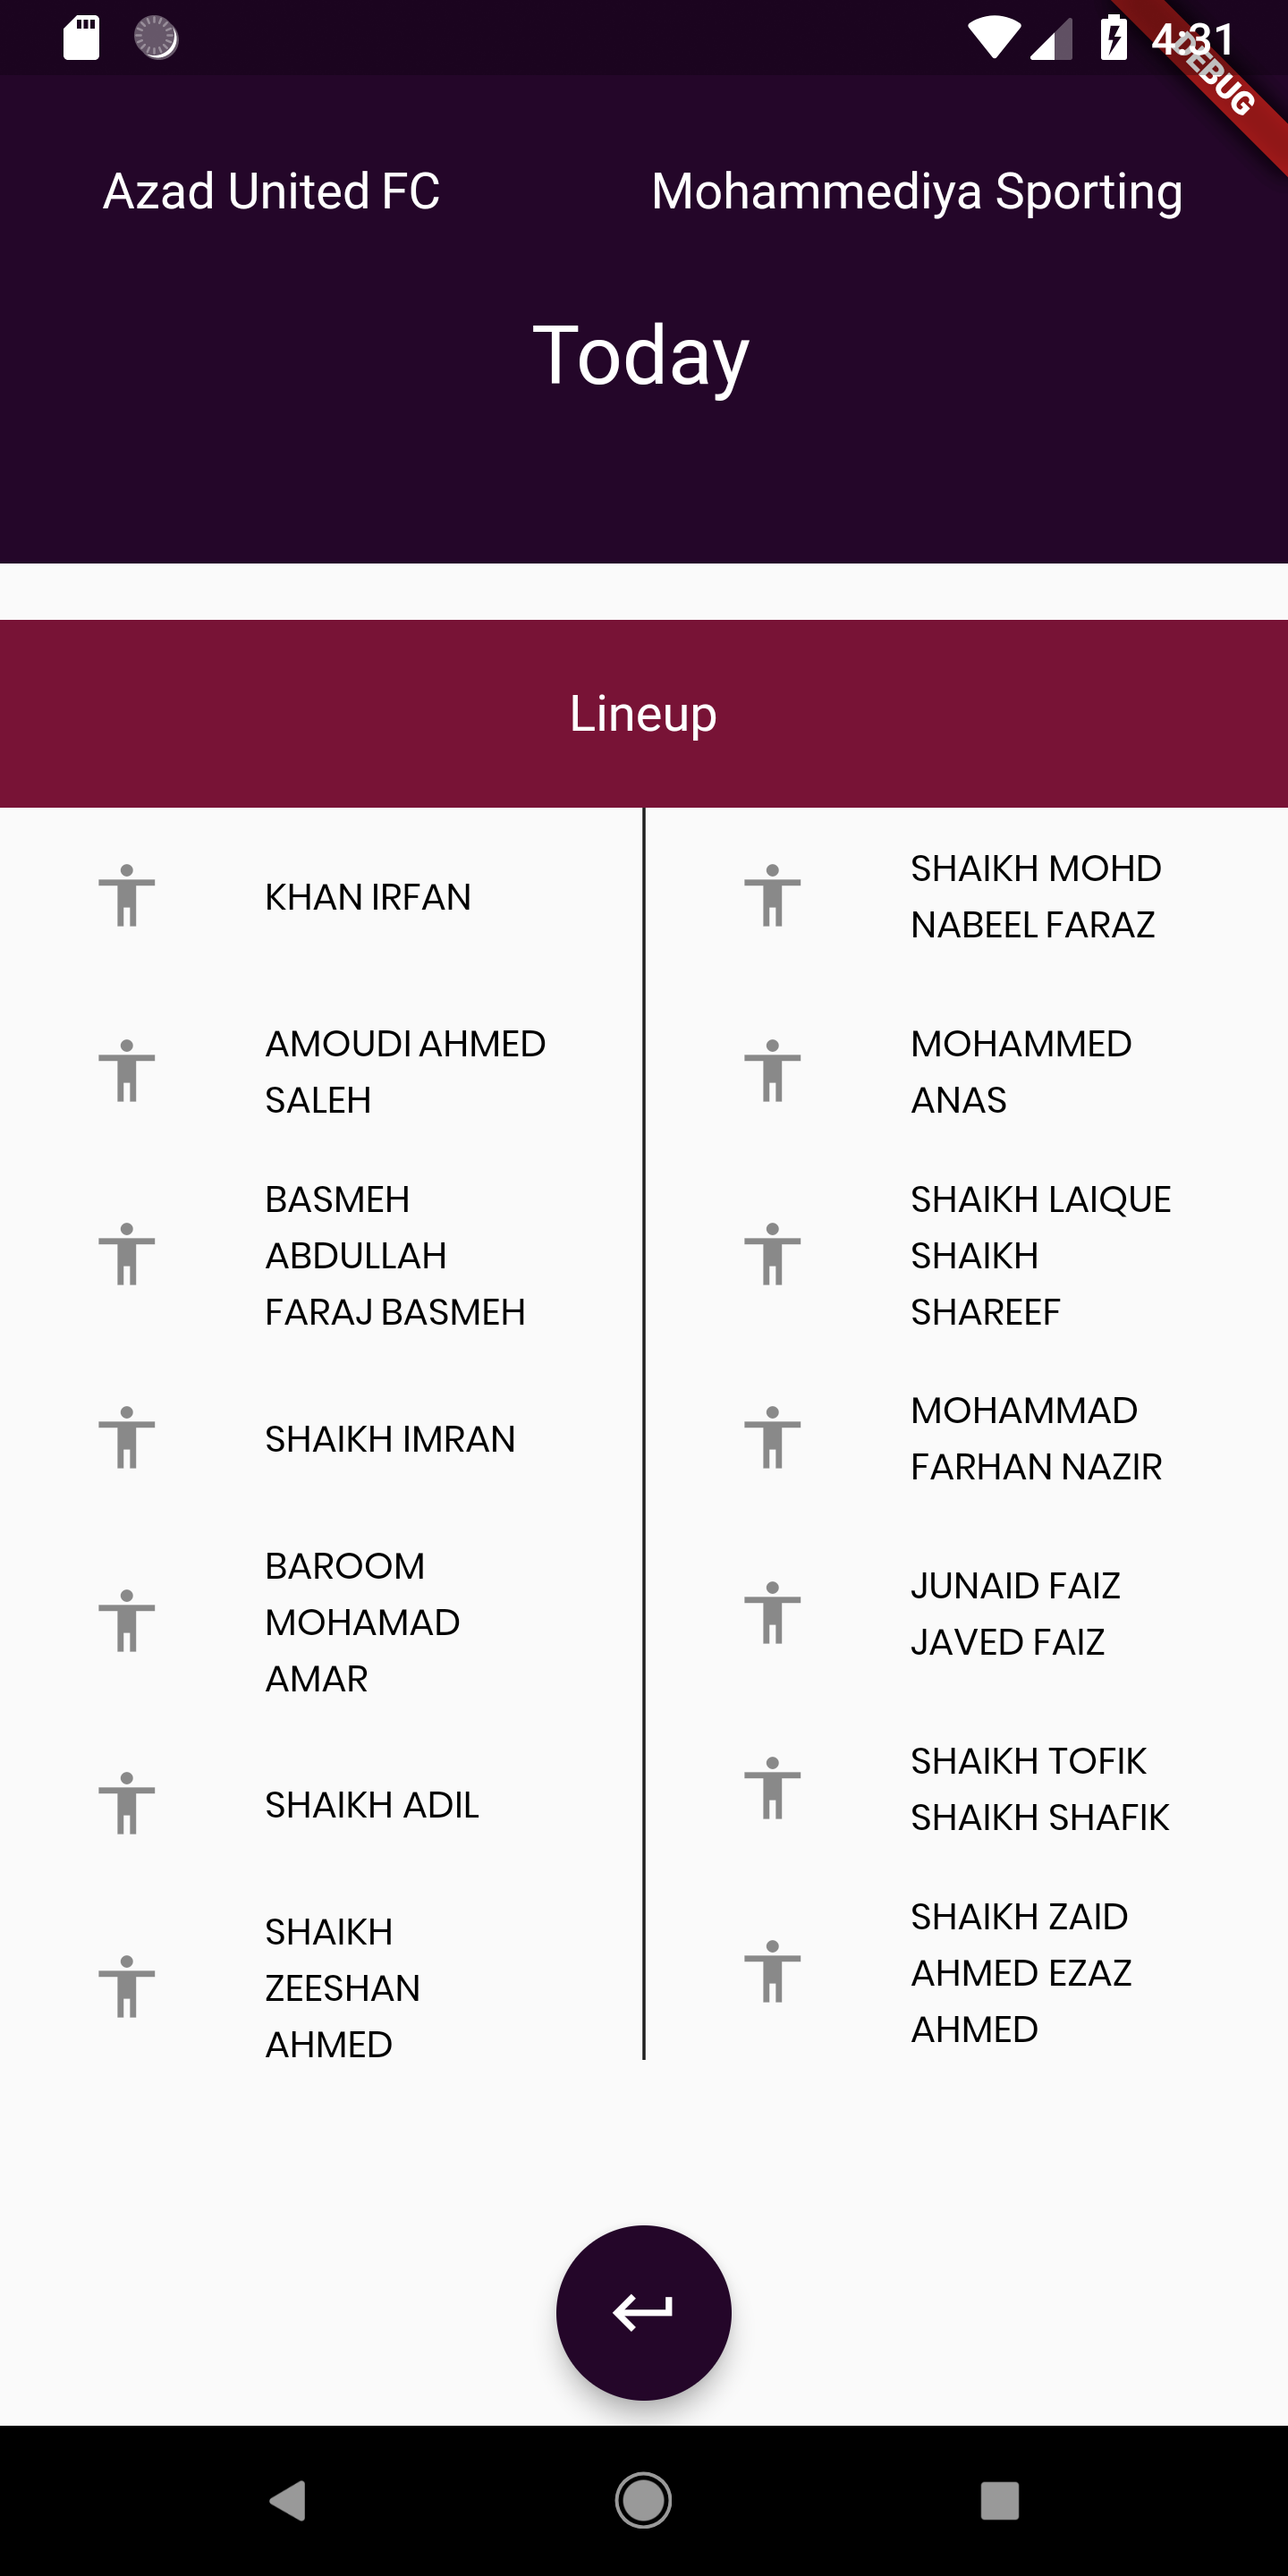 4:31
DEBUG
Azad United FC
Mohammediya Sporting
Today
Lineup
KHAN IRFAN
AMOUDI AHMED
SALEH
BASMEH
ABDULLAH
FARAJ BASMEH
SHAIKH IMRAN
BAROOM
MOHAMAD
AMAR
SHAIKH ADIL
SHAIKH
ZEESHAN
AHMED
SHAIKH MOHD
NABEEL FARAZ
MOHAMMED
ANAS
SHAIKH LAIQUE
SHAIKH
SHAREEF
MOHAMMAD
FARHAN NAZIR
JUNAID FAIZ
JAVED FAIZ
SHAIKH TOFIK
SHAIKH SHAFIK
SHAIKH ZAID
AHMED EZAZ
AHMED